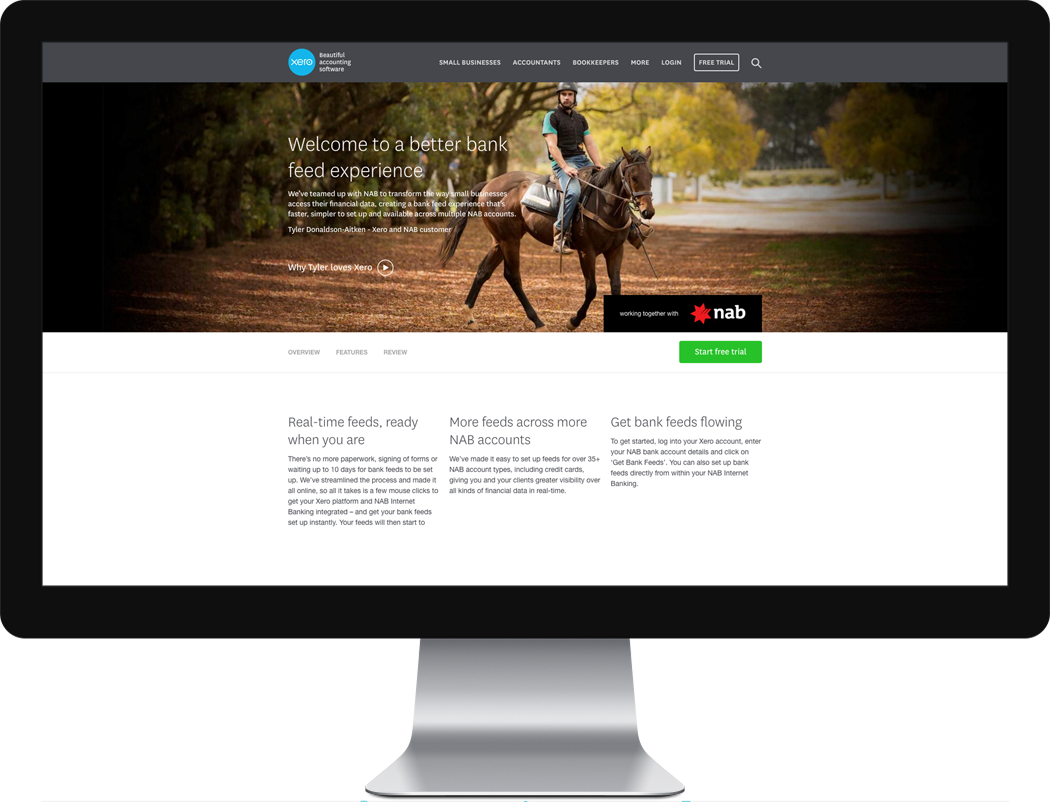 xero
Beautiful
accounting
software
SMALL BUSINESSES ACCOUNTANTS BOOKKEEPERS MORE LOGIN FREE TRIAL
Welcome to a better bank
feed experience
We've teamed up with NAB to transform the way small businesses
access their financial data, creating a bank feed experience that's
faster, simpler to set up and available across multiple NAB accounts.
Tyler Donaldson-Aitken - Xero and NAB customer
Why Tyler loves Xero
working together with nab
OVERVIEW FEATURES REVIEW
Start free trial
Real-time feeds, ready
when you are
There's no more paperwork, signing of forms or
waiting up to 10 days for bank feeds to be set
up. We've streamlined the process and made it
all online, so all it takes is a few mouse clicks to
get your Xero platform and NAB Internet
Banking integrated – and get your bank feeds
set up instantly. Your feeds will then start to
More feeds across more
NAB accounts
We've made it easy to set up feeds for over 35+
NAB account types, including credit cards,
giving you and your clients greater visibility over
all kinds of financial data in real-time.
Get bank feeds flowing
To get started, log into your Xero account, enter
your NAB bank account details and click on
'Get Bank Feeds'. You can also set up bank
feeds directly from within your NAB Internet
Banking.